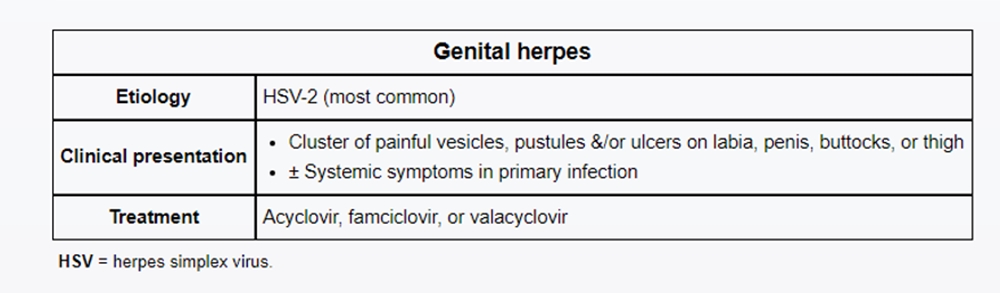 Genital herpes
Etiology HSV-2 (most common)
Clinical presentation
• Cluster of painful vesicles, pustules &/or ulcers on labia, penis, buttocks, or thigh
• ± Systemic symptoms in primary infection
Treatment Acyclovir, famciclovir, or valacyclovir
HSV = herpes simplex virus.